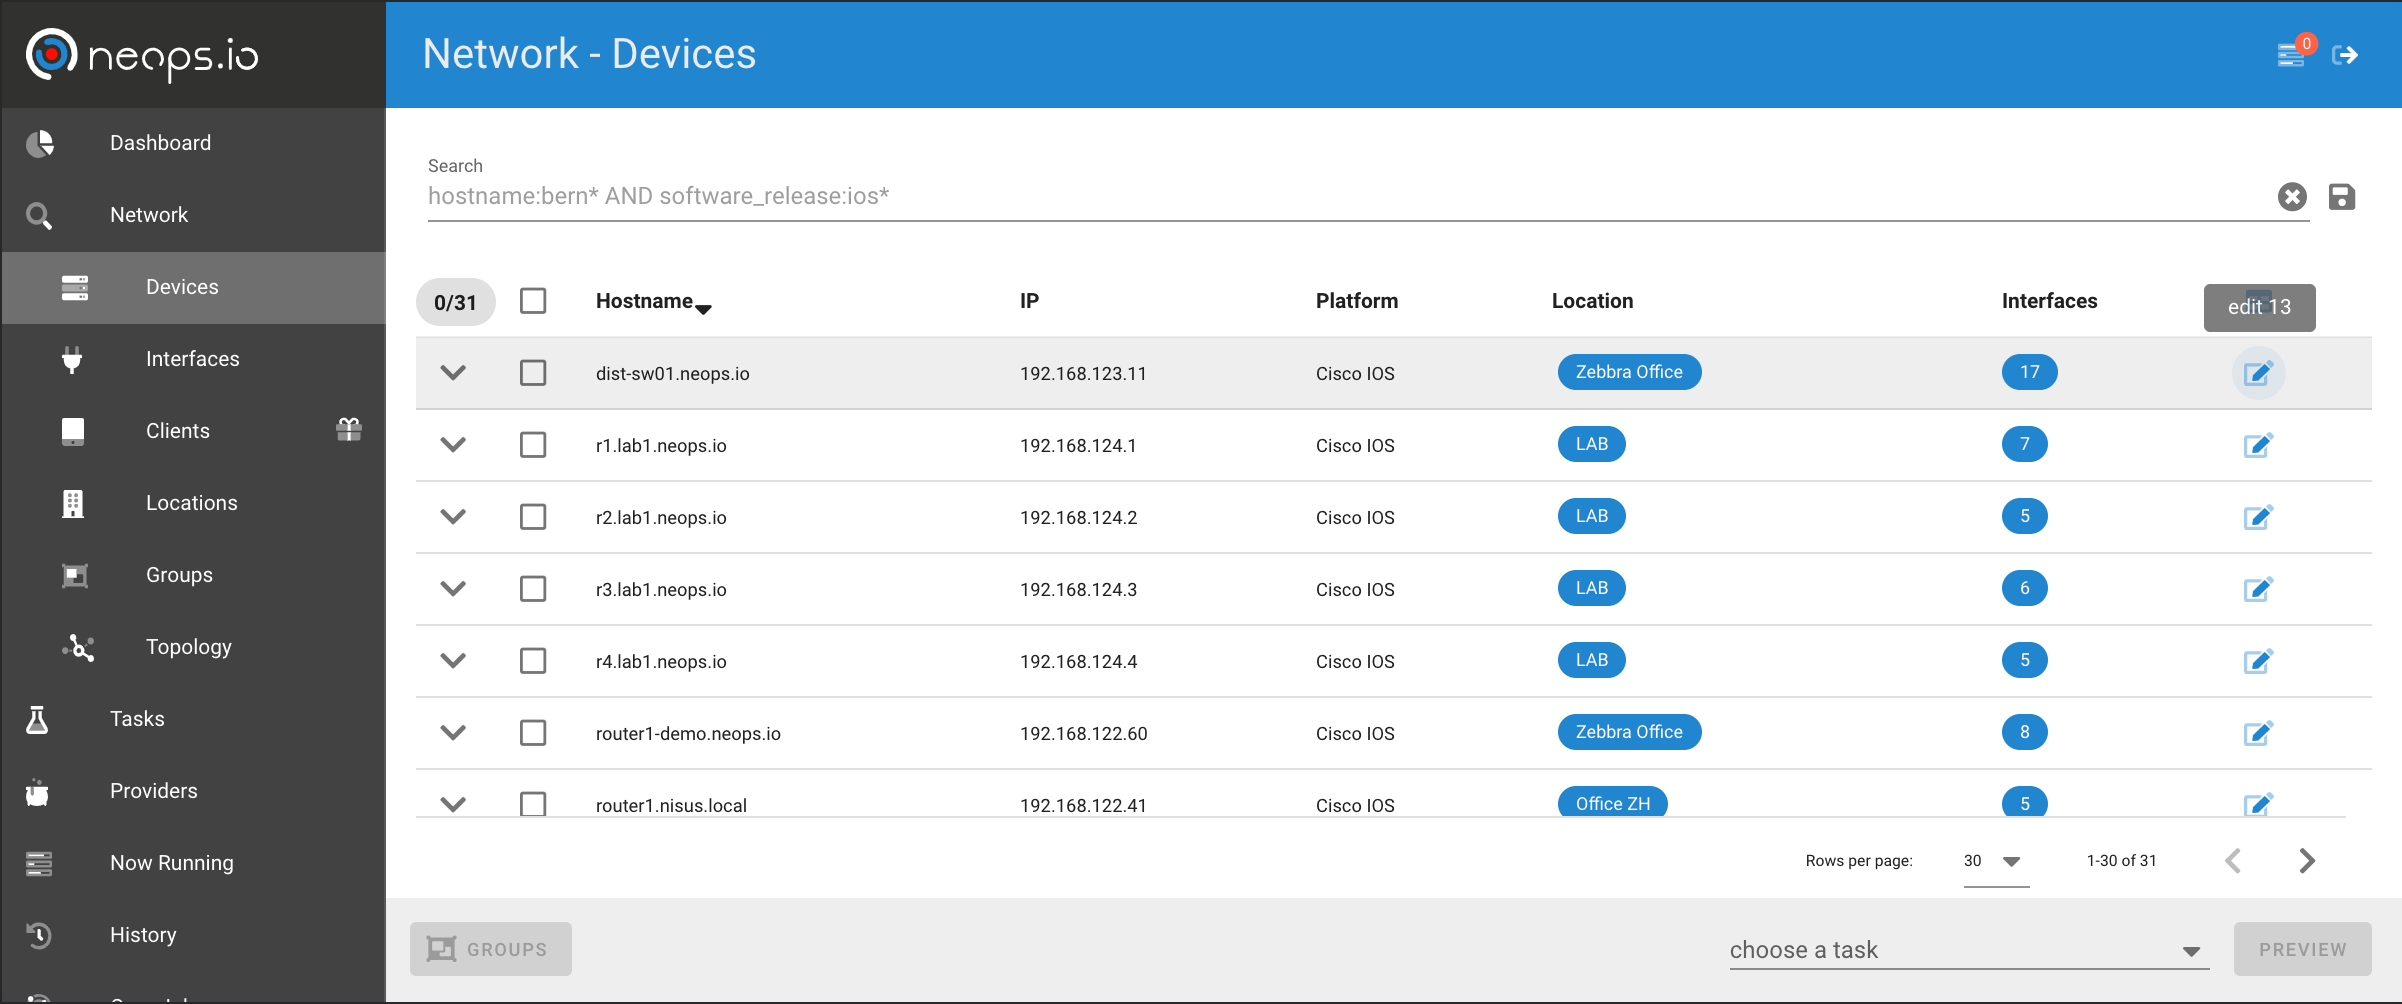 neops.io
Network - Devices
0
Dashboard
Network
Devices
Interfaces
Clients
Locations
Groups
Topology
Tasks
Providers
Now Running
History
Search
hostname:bern* AND software_release:ios*
0/31 Hostname IP Platform Location Interfaces edit 13
dist-sw01.neops.io 192.168.123.11 Cisco IOS Zebbra Office 17
r1.lab1.neops.io 192.168.124.1 Cisco IOS LAB 7
r2.lab1.neops.io 192.168.124.2 Cisco IOS LAB 5
r3.lab1.neops.io 192.168.124.3 Cisco IOS LAB 6
r4.lab1.neops.io 192.168.124.4 Cisco IOS LAB 5
router1-demo.neops.io 192.168.122.60 Cisco IOS Zebbra Office 8
router1.nisus.local 192.168.122.41 Cisco IOS Office ZH 5
Rows per page: 30 1-30 of 31
GROUPS choose a task PREVIEW